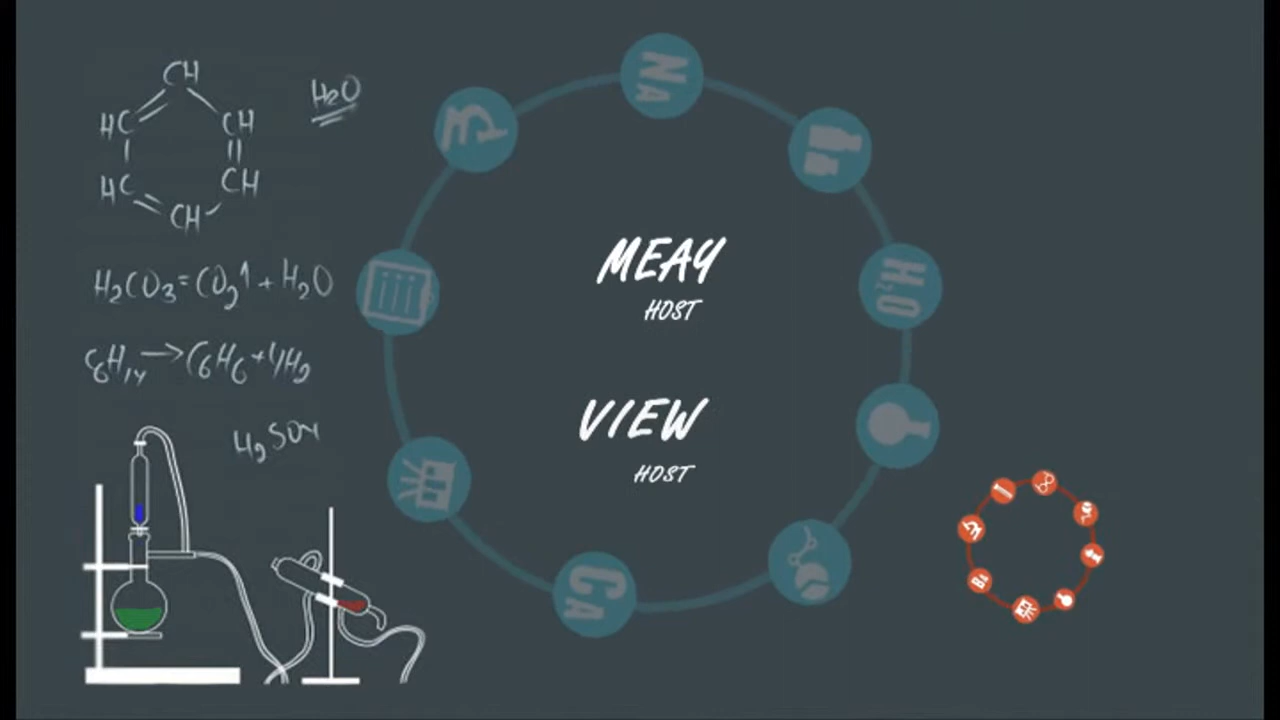 CH
H2O
HC
CH
HC
CH
CH
H2CO3=CO2↑+H2O
C6H14→C6H6+4H2
H2SO4
NA
H2O
CA
MEAY
HOST
VIEW
HOST